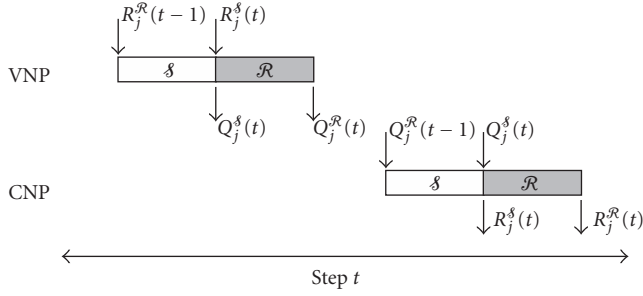 R_j^ℛ(t − 1) R_j^𝒮(t)
VNP 𝒮 ℛ
Q_j^𝒮(t) Q_j^ℛ(t)
Q_j^ℛ(t − 1) Q_j^𝒮(t)
CNP 𝒮 ℛ
R_j^𝒮(t) R_j^ℛ(t)
Step t